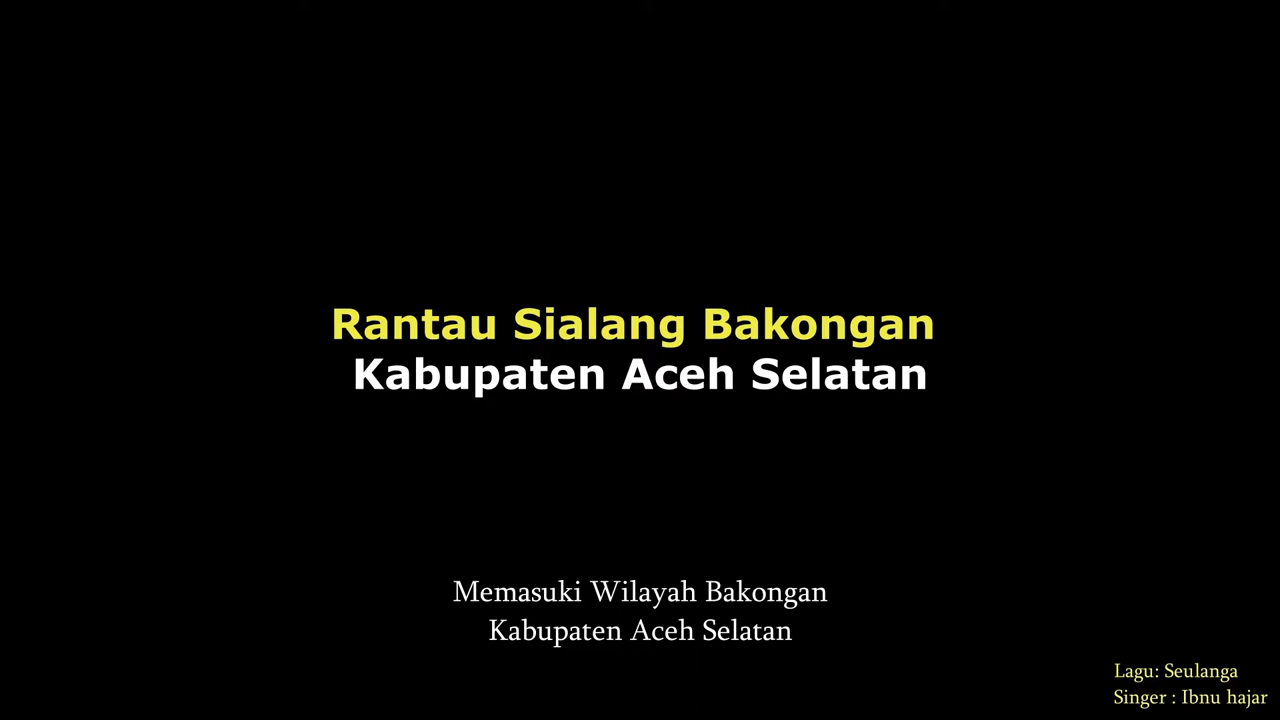 Rantau Sialang Bakongan
Kabupaten Aceh Selatan
Memasuki Wilayah Bakongan
Kabupaten Aceh Selatan
Lagu: Seulanga
Singer : Ibnu hajar